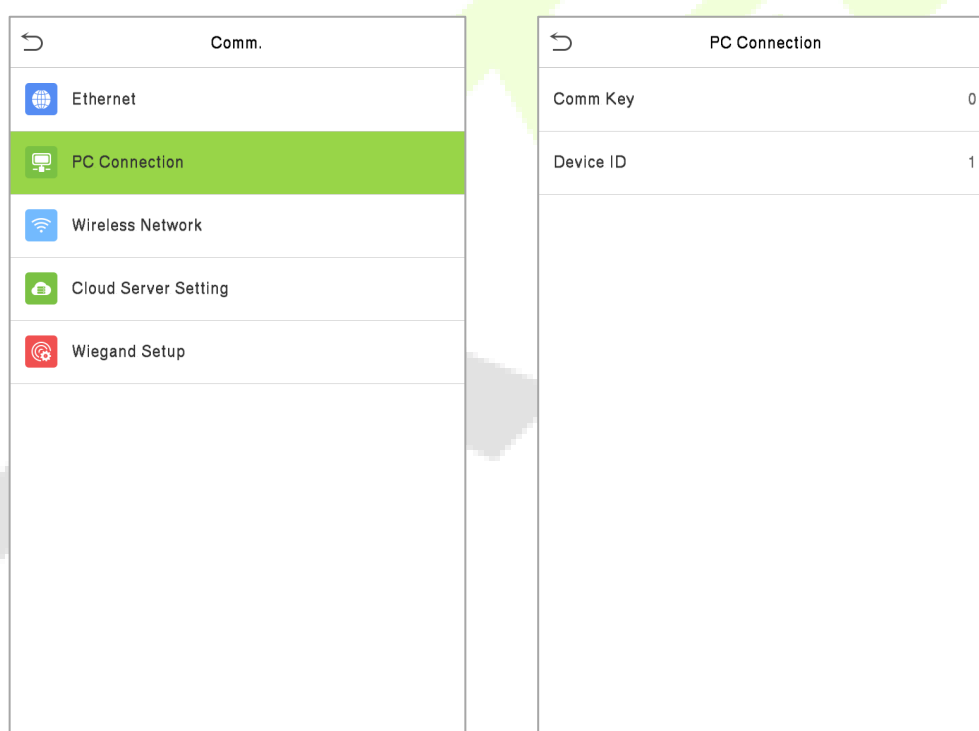 Comm.
Ethernet
PC Connection
Wireless Network
Cloud Server Setting
Wiegand Setup
PC Connection
Comm Key 0
Device ID 1